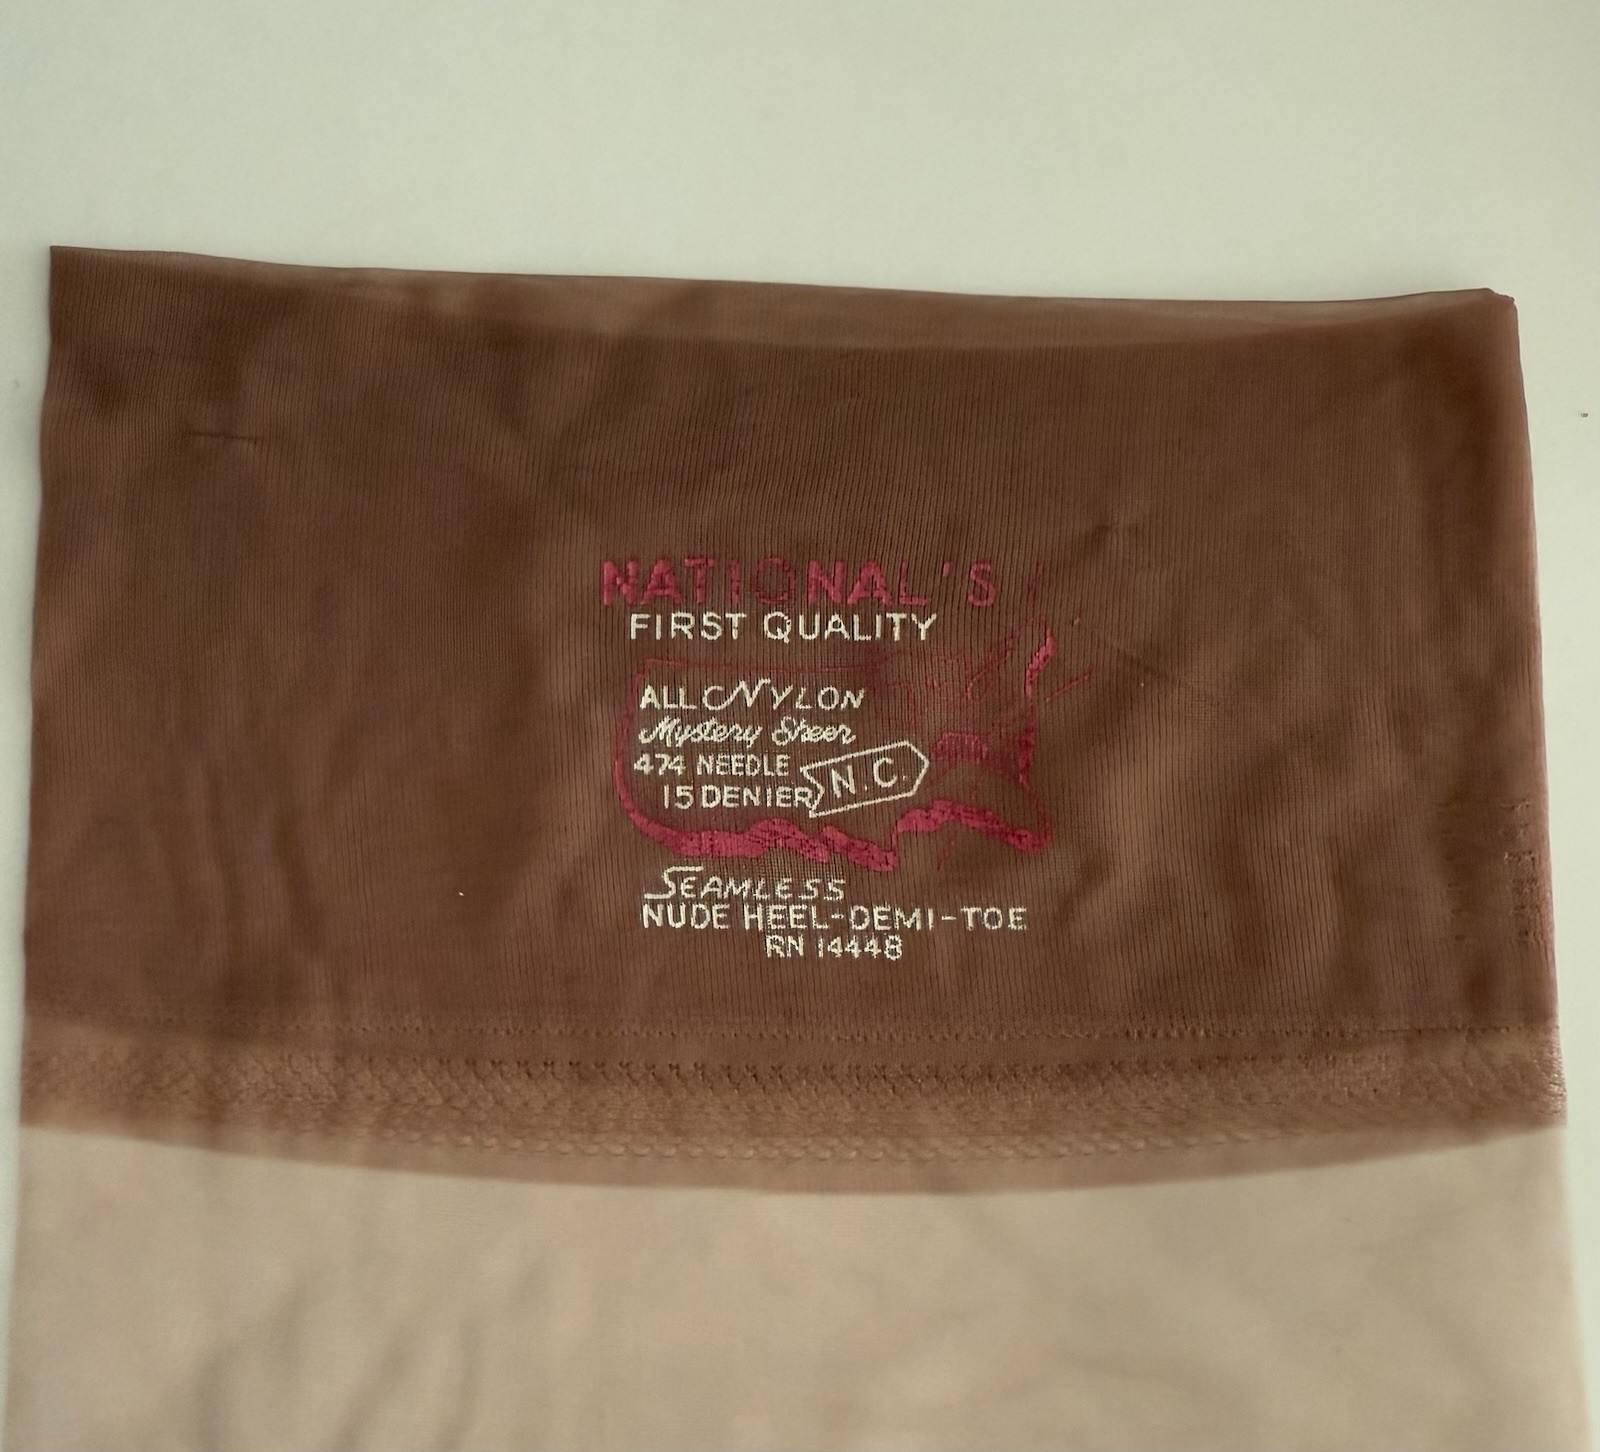 NATIONAL'S
FIRST QUALITY
ALL NYLON
Mystery Sheer
474 NEEDLE
15 DENIER
N.C.
SEAMLESS
NUDE HEEL-DEMI-TOE
RN 14448